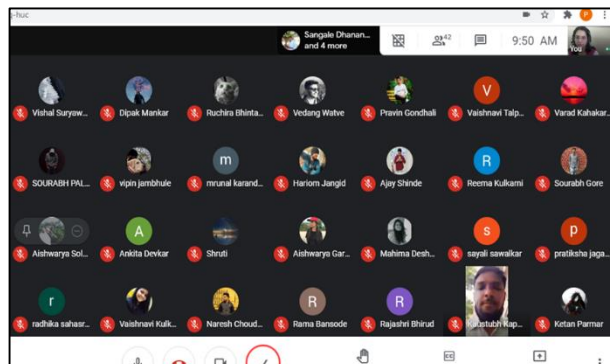 -huc
Sangale Dhanan...
and 4 more
42
9:50 AM
You
Vishal Suryaw...
Dipak Mankar
Ruchira Bhinta...
Vedang Watve
Pravin Gondhali
V
Vaishnavi Talp...
Varad Kahakar...
SOURABH PAL...
vipin jambhule
m
mrunal karand...
Hariom Jangid
Ajay Shinde
R
Reema Kulkarni
Sourabh Gore
Aishwarya Sol...
A
Ankita Devkar
Shruti
Aishwarya Gar...
Mahima Desh...
s
sayali sawalkar
p
pratiksha jaga...
r
radhika sahasr...
Vaishnavi Kulk...
Naresh Choud...
R
Rama Bansode
R
Rajashri Bhirud
Kaustubh Kap...
Ketan Parmar